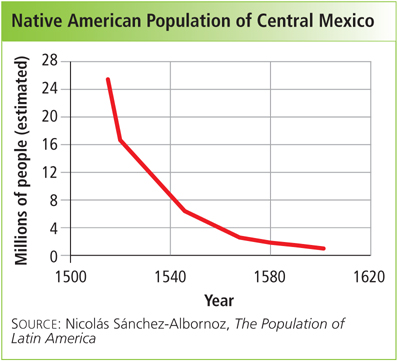 Native American Population of Central Mexico
Millions of people (estimated)
28
24
20
16
12
8
4
0
1500 1540 1580 1620
Year
SOURCE: Nicolás Sánchez-Albornoz, The Population of
Latin America